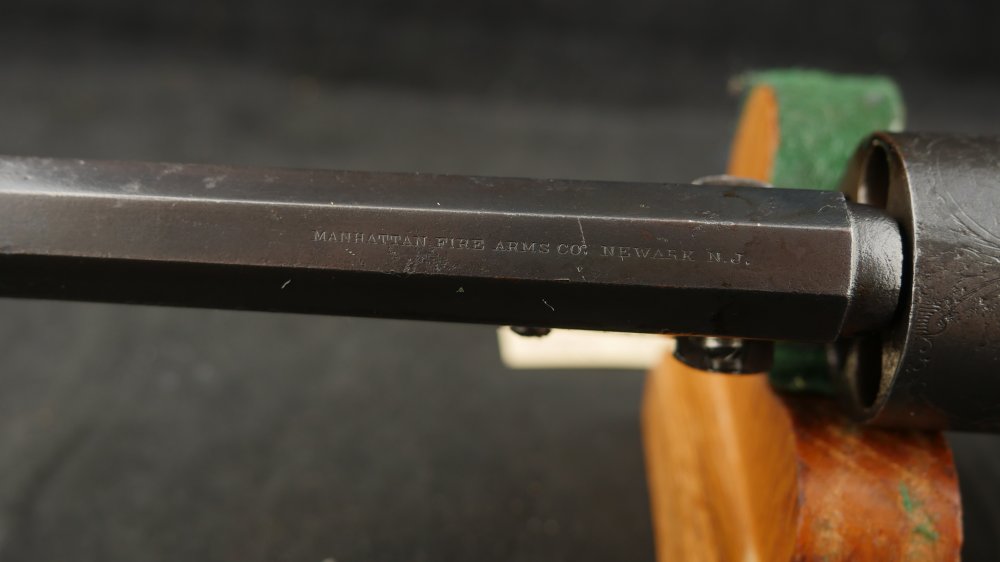 MANHATTAN FIRE ARMS CO. NEWARK N.J.